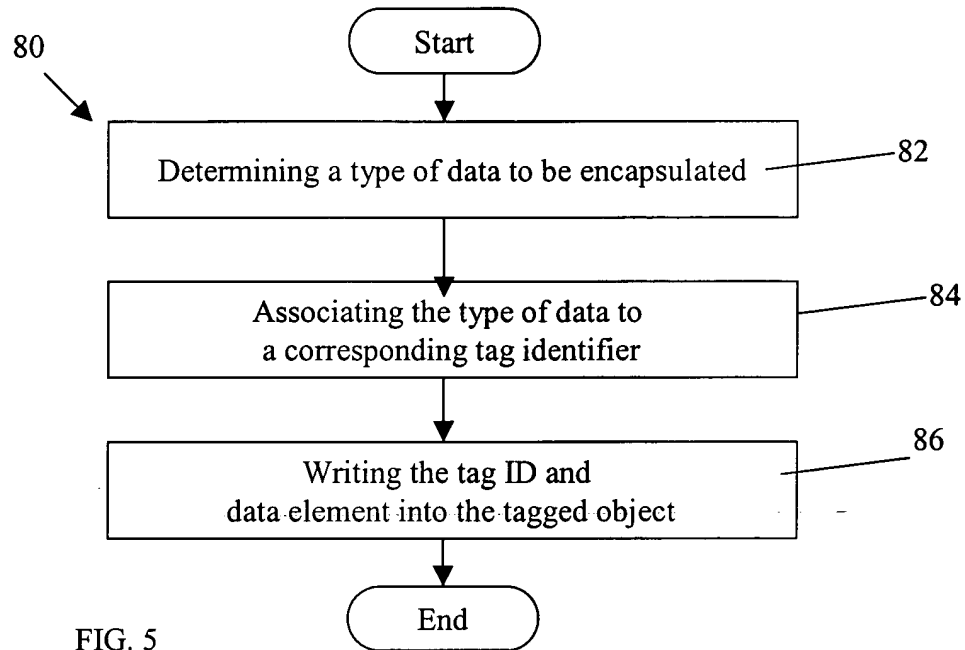 Start
80
Determining a type of data to be encapsulated
82
Associating the type of data to
a corresponding tag identifier
84
Writing the tag ID and
data element into the tagged object
86
End
FIG. 5